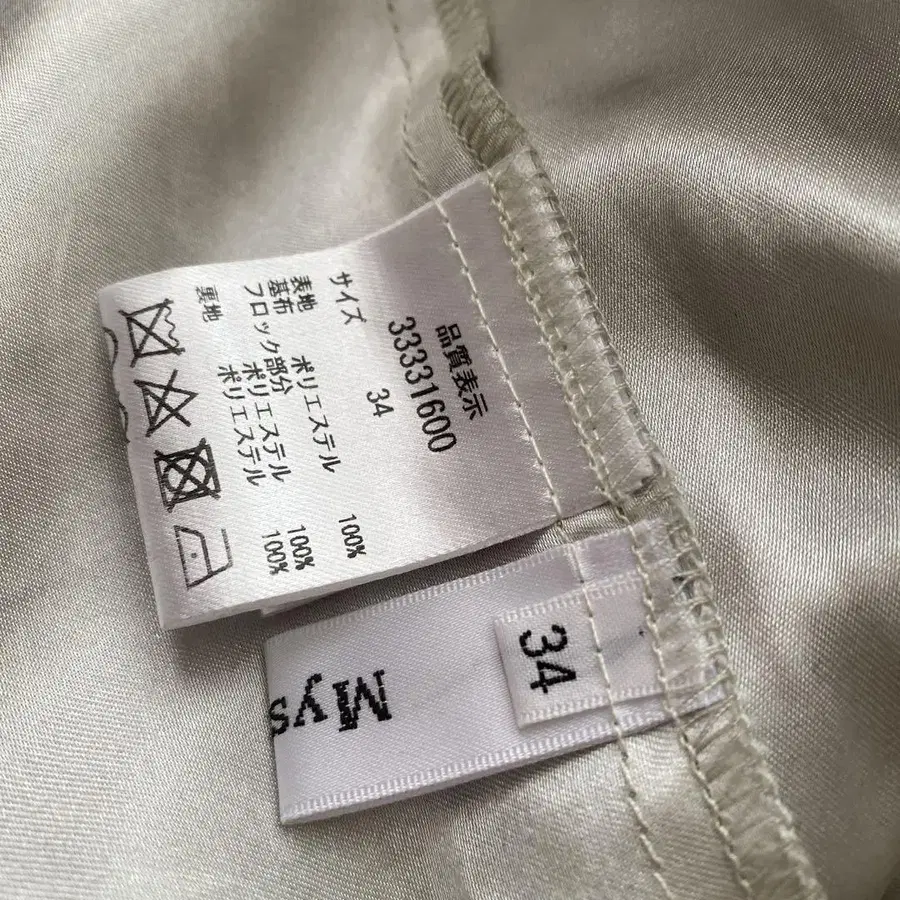 品質表示
33331600
サイズ 34
表地
基布 ポリエステル 100%
フロック部分 ポリエステル 100%
裏地 ポリエステル 100%
34
Mys